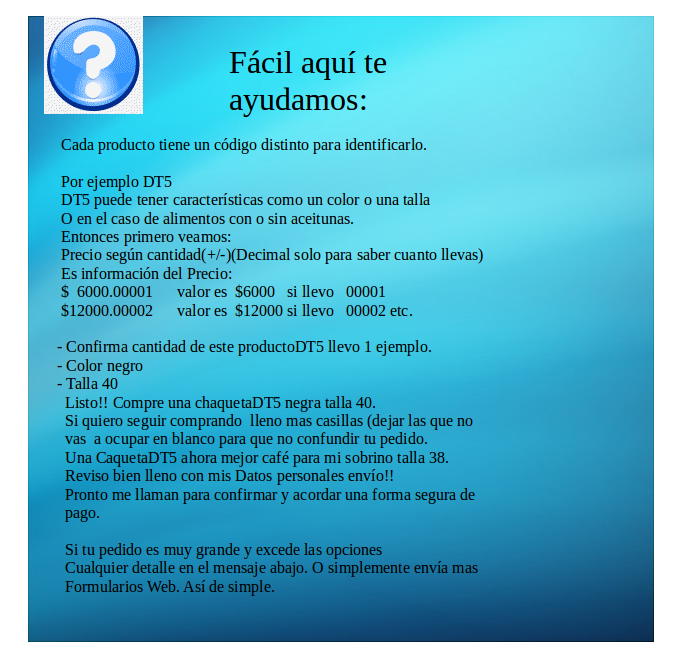 Fácil aquí te
ayudamos:
Cada producto tiene un código distinto para identificarlo.
Por ejemplo DT5
DT5 puede tener características como un color o una talla
O en el caso de alimentos con o sin aceitunas.
Entonces primero veamos:
Precio según cantidad(+/-)(Decimal solo para saber cuanto llevas)
Es información del Precio:
$ 6000.00001 valor es $6000 si llevo 00001
$12000.00002 valor es $12000 si llevo 00002 etc.
- Confirma cantidad de este productoDT5 llevo 1 ejemplo.
- Color negro
- Talla 40
Listo!! Compre una chaquetaDT5 negra talla 40.
Si quiero seguir comprando lleno mas casillas (dejar las que no
vas a ocupar en blanco para que no confundir tu pedido.
Una CaquetaDT5 ahora mejor café para mi sobrino talla 38.
Reviso bien lleno con mis Datos personales envío!!
Pronto me llaman para confirmar y acordar una forma segura de
pago.
Si tu pedido es muy grande y excede las opciones
Cualquier detalle en el mensaje abajo. O simplemente envía mas
Formularios Web. Así de simple.